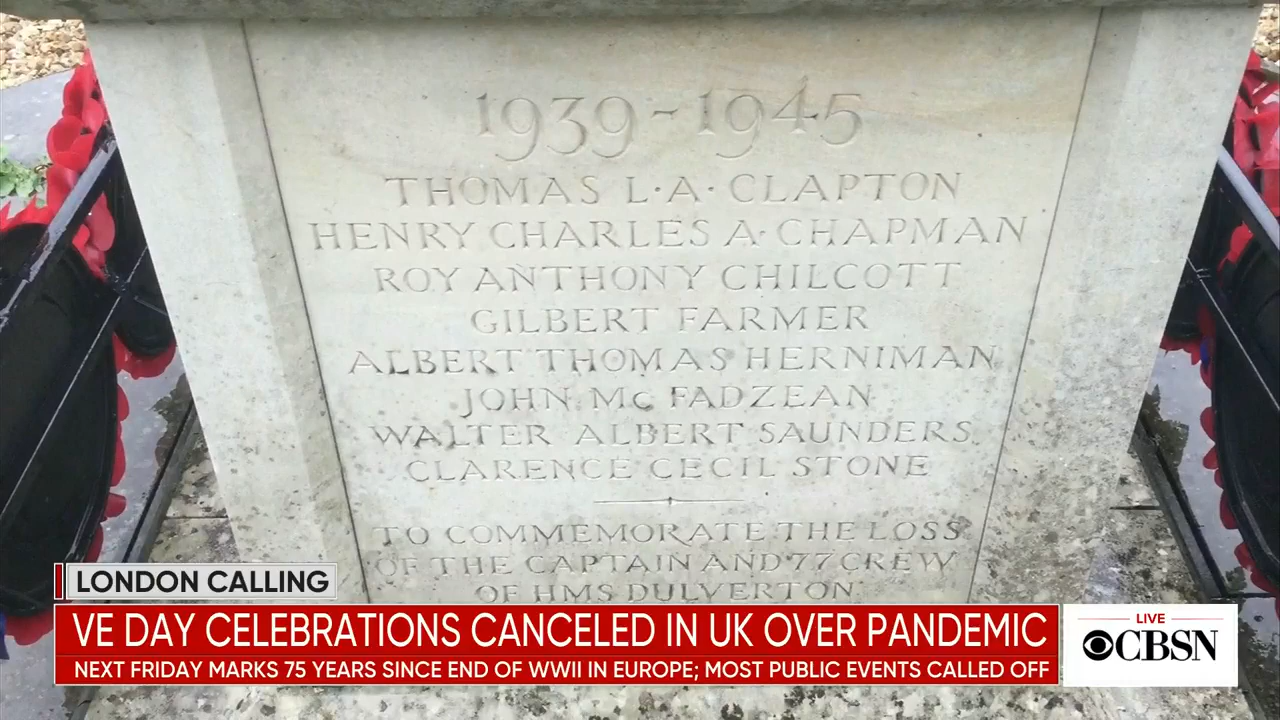 1939-1945
THOMAS L·A· CLAPTON
HENRY CHARLES A· CHAPMAN
ROY ANTHONY CHILCOTT
GILBERT FARMER
ALBERT THOMAS HERNIMAN
JOHN Mc FADZEAN
WALTER ALBERT SAUNDERS
CLARENCE CECIL STONE
TO COMMEMORATE THE LOSS
OF THE CAPTAIN AND 77 CREW
OF HMS DULVERTON
LONDON CALLING
VE DAY CELEBRATIONS CANCELED IN UK OVER PANDEMIC
NEXT FRIDAY MARKS 75 YEARS SINCE END OF WWII IN EUROPE; MOST PUBLIC EVENTS CALLED OFF
LIVE
CBSN